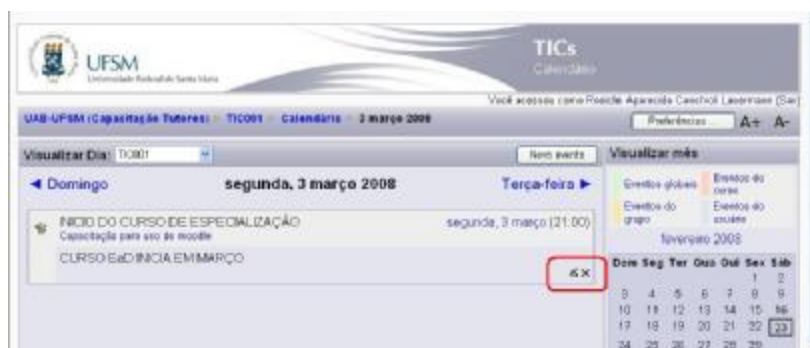 UFSM
Universidade Federal de Santa Maria
TICs
Calendário
Você acessou como Roseclér Aparecida (Sair
UAB-UFSM (Capacitação Tutores) TIC001 Calendário 3 março 2008
Preferências ... A+ A-
Visualizar Dia: TIC001
Novo evento
Visualizar mês
◄ Domingo segunda, 3 março 2008 Terça-feira ►
INICIO DO CURSO DE ESPECIALIZAÇÃO segunda, 3 março (21:00)
Capacitação para uso do moodle
CURSO EaD INICIA EM MARÇO
Eventos globais Eventos do curso
Eventos do grupo Eventos do usuário
fevereiro 2008
Dom Seg Ter Qua Qui Sex Sáb
1 2
3 4 5 6 7 8 9
10 11 12 13 14 15 16
17 18 19 20 21 22 23
24 25 26 27 28 29